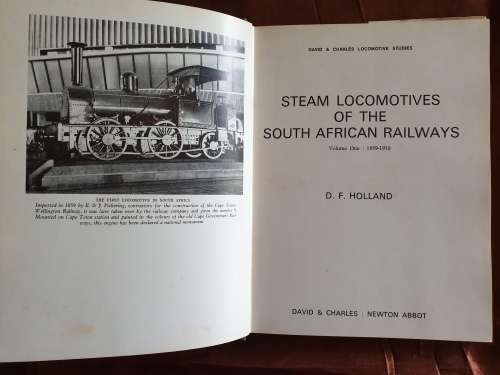 THE FIRST LOCOMOTIVE IN SOUTH AFRICA
Imported in 1859 by E. & J. Pickering, contractors for the construction of the Cape Town
Wellington Railway, it was later taken over by the railway company and given the number 9
Mounted on Cape Town station and painted in the colours of the old Cape Government Rail
ways, this engine has been declared a national monument
DAVID & CHARLES LOCOMOTIVE STUDIES
STEAM LOCOMOTIVES
OF THE
SOUTH AFRICAN RAILWAYS
Volume One : 1859-1910
D. F. HOLLAND
DAVID & CHARLES : NEWTON ABBOT